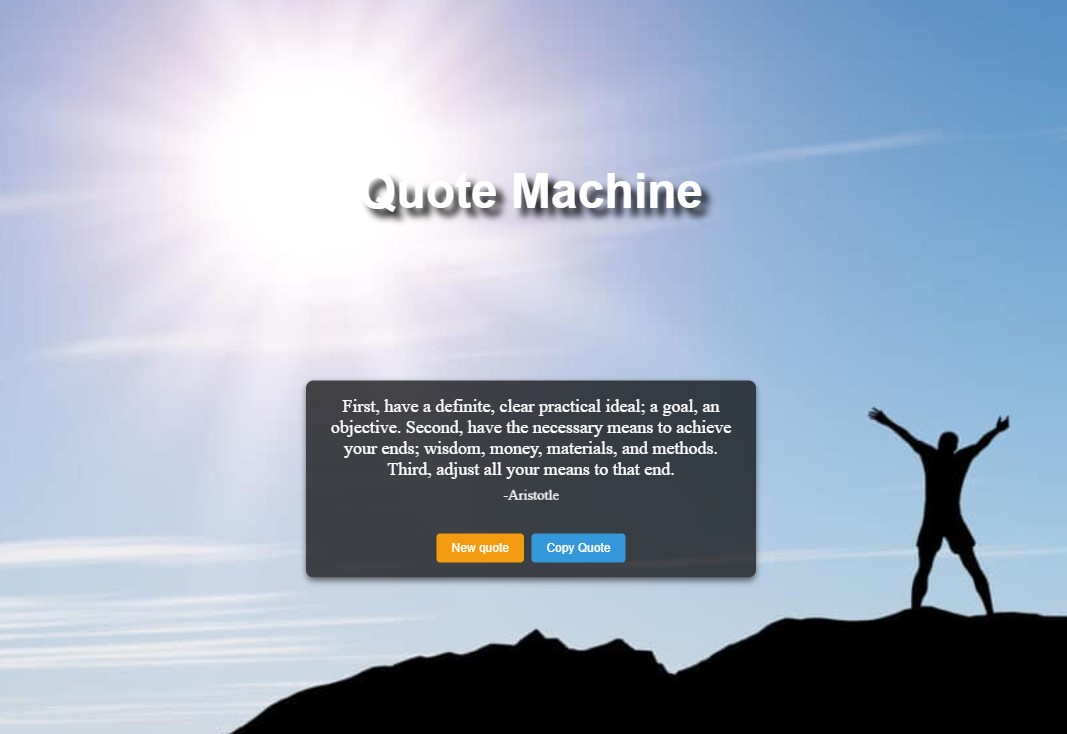 Quote Machine
First, have a definite, clear practical ideal; a goal, an
objective. Second, have the necessary means to achieve
your ends; wisdom, money, materials, and methods.
Third, adjust all your means to that end.
-Aristotle
New quote
Copy Quote